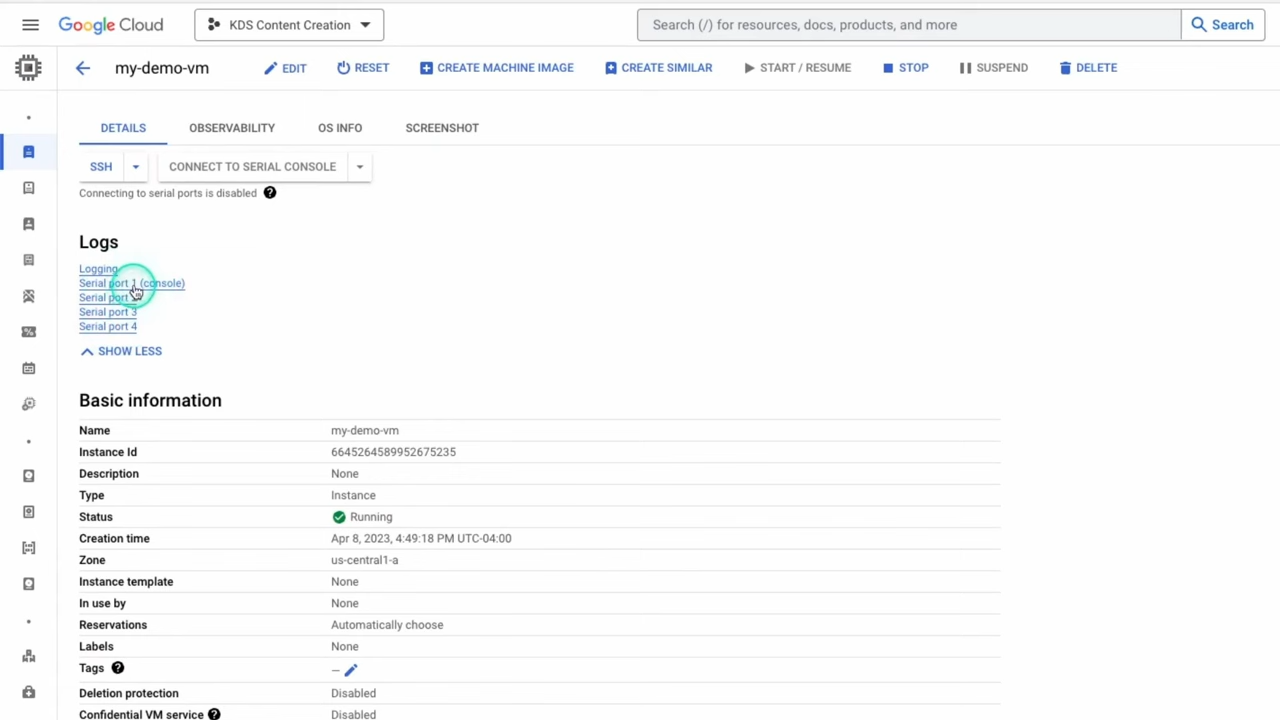 Google Cloud
KDS Content Creation
Search (/) for resources, docs, products, and more
Search
my-demo-vm
EDIT
RESET
CREATE MACHINE IMAGE
CREATE SIMILAR
START / RESUME
STOP
SUSPEND
DELETE
DETAILS
OBSERVABILITY
OS INFO
SCREENSHOT
SSH
CONNECT TO SERIAL CONSOLE
Connecting to serial ports is disabled
Logs
Logging
Serial port 1 (console)
Serial port
Serial port 3
Serial port 4
SHOW LESS
Basic information
Name my-demo-vm
Instance Id 6645264589952675235
Description None
Type Instance
Status Running
Creation time Apr 8, 2023, 4:49:18 PM UTC-04:00
Zone us-central1-a
Instance template None
In use by None
Reservations Automatically choose
Labels None
Tags —
Deletion protection Disabled
Confidential VM service Disabled